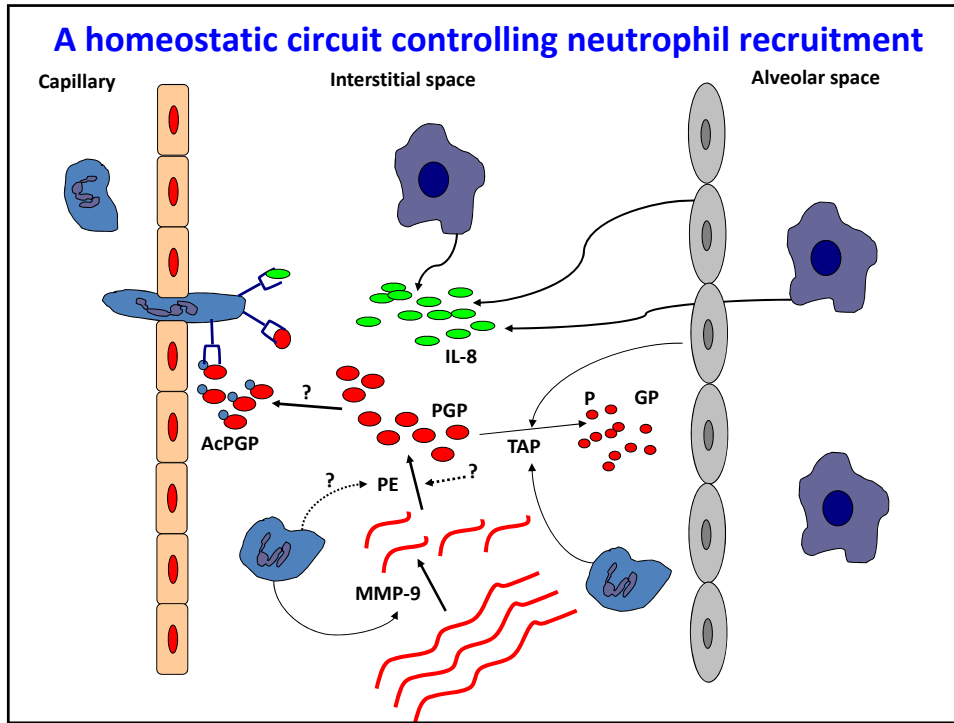 A homeostatic circuit controlling neutrophil recruitment
Capillary
Interstitial space
Alveolar space
IL-8
?
PGP
P
GP
AcPGP
TAP
?
PE
?
MMP-9